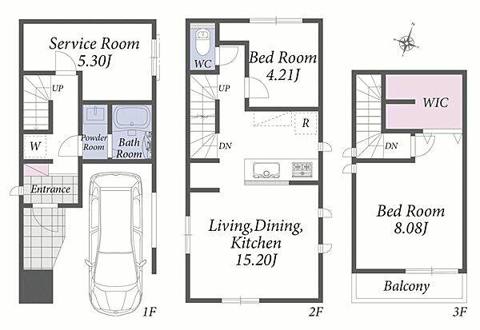 Service Room
5.30J
UP
W
Powder
Room
Bath
Room
Entrance
1F
WC
Bed Room
4.21J
UP
DN
R
Living,Dining,
Kitchen
15.20J
2F
WIC
DN
Bed Room
8.08J
Balcony
3F